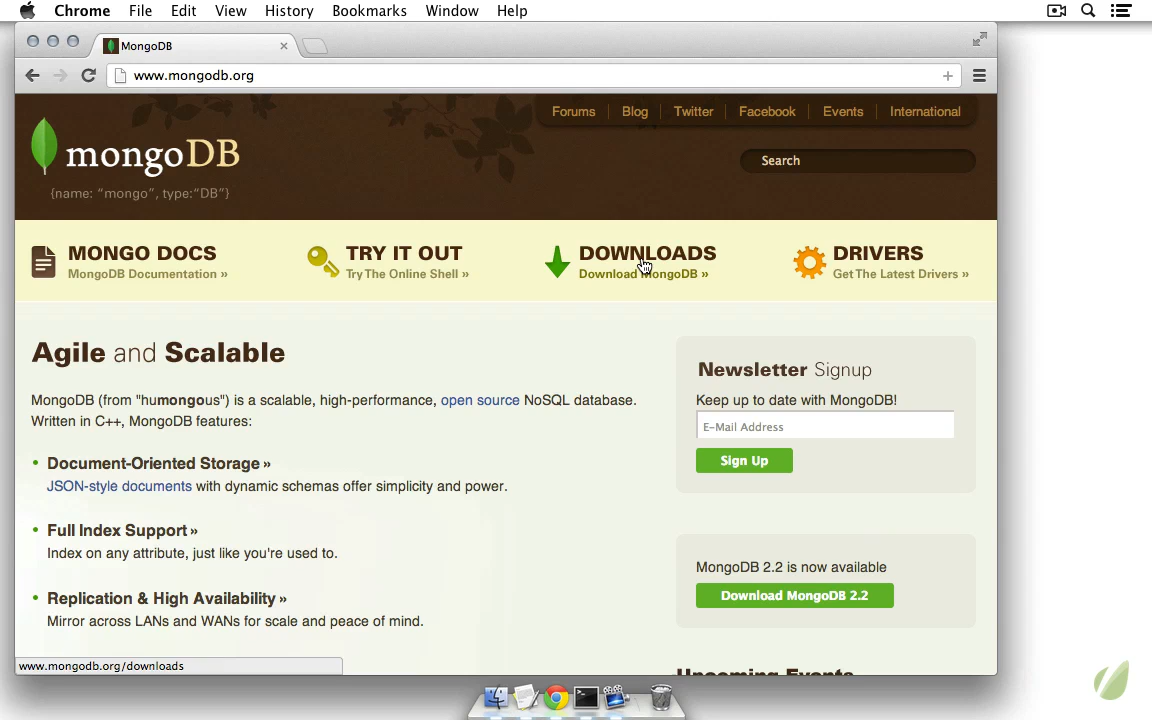 Chrome File Edit View History Bookmarks Window Help
MongoDB
www.mongodb.org
Forums Blog Twitter Facebook Events International
mongoDB
{name: "mongo", type:"DB"}
Search
MONGO DOCS
MongoDB Documentation »
TRY IT OUT
Try The Online Shell »
DOWNLOADS
Download MongoDB »
DRIVERS
Get The Latest Drivers »
Agile and Scalable
MongoDB (from "humongous") is a scalable, high-performance, open source NoSQL database.
Written in C++, MongoDB features:
• Document-Oriented Storage »
JSON-style documents with dynamic schemas offer simplicity and power.
• Full Index Support »
Index on any attribute, just like you're used to.
• Replication & High Availability »
Mirror across LANs and WANs for scale and peace of mind.
Newsletter Signup
Keep up to date with MongoDB!
E-Mail Address
Sign Up
MongoDB 2.2 is now available
Download MongoDB 2.2
Upcoming Events
www.mongodb.org/downloads